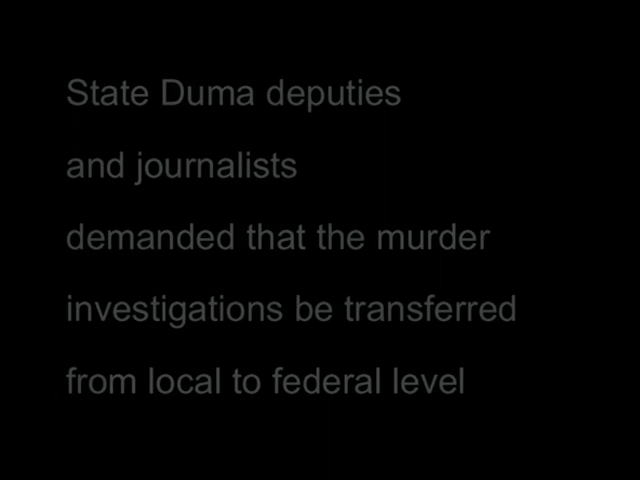 State Duma deputies
and journalists
demanded that the murder
investigations be transferred
from local to federal level